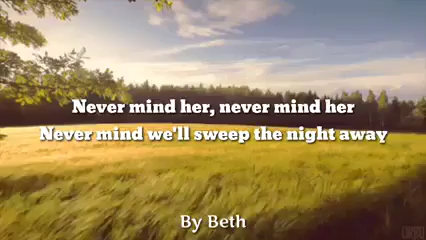 Never mind her, never mind her
Never mind we'll sweep the night away
By Beth